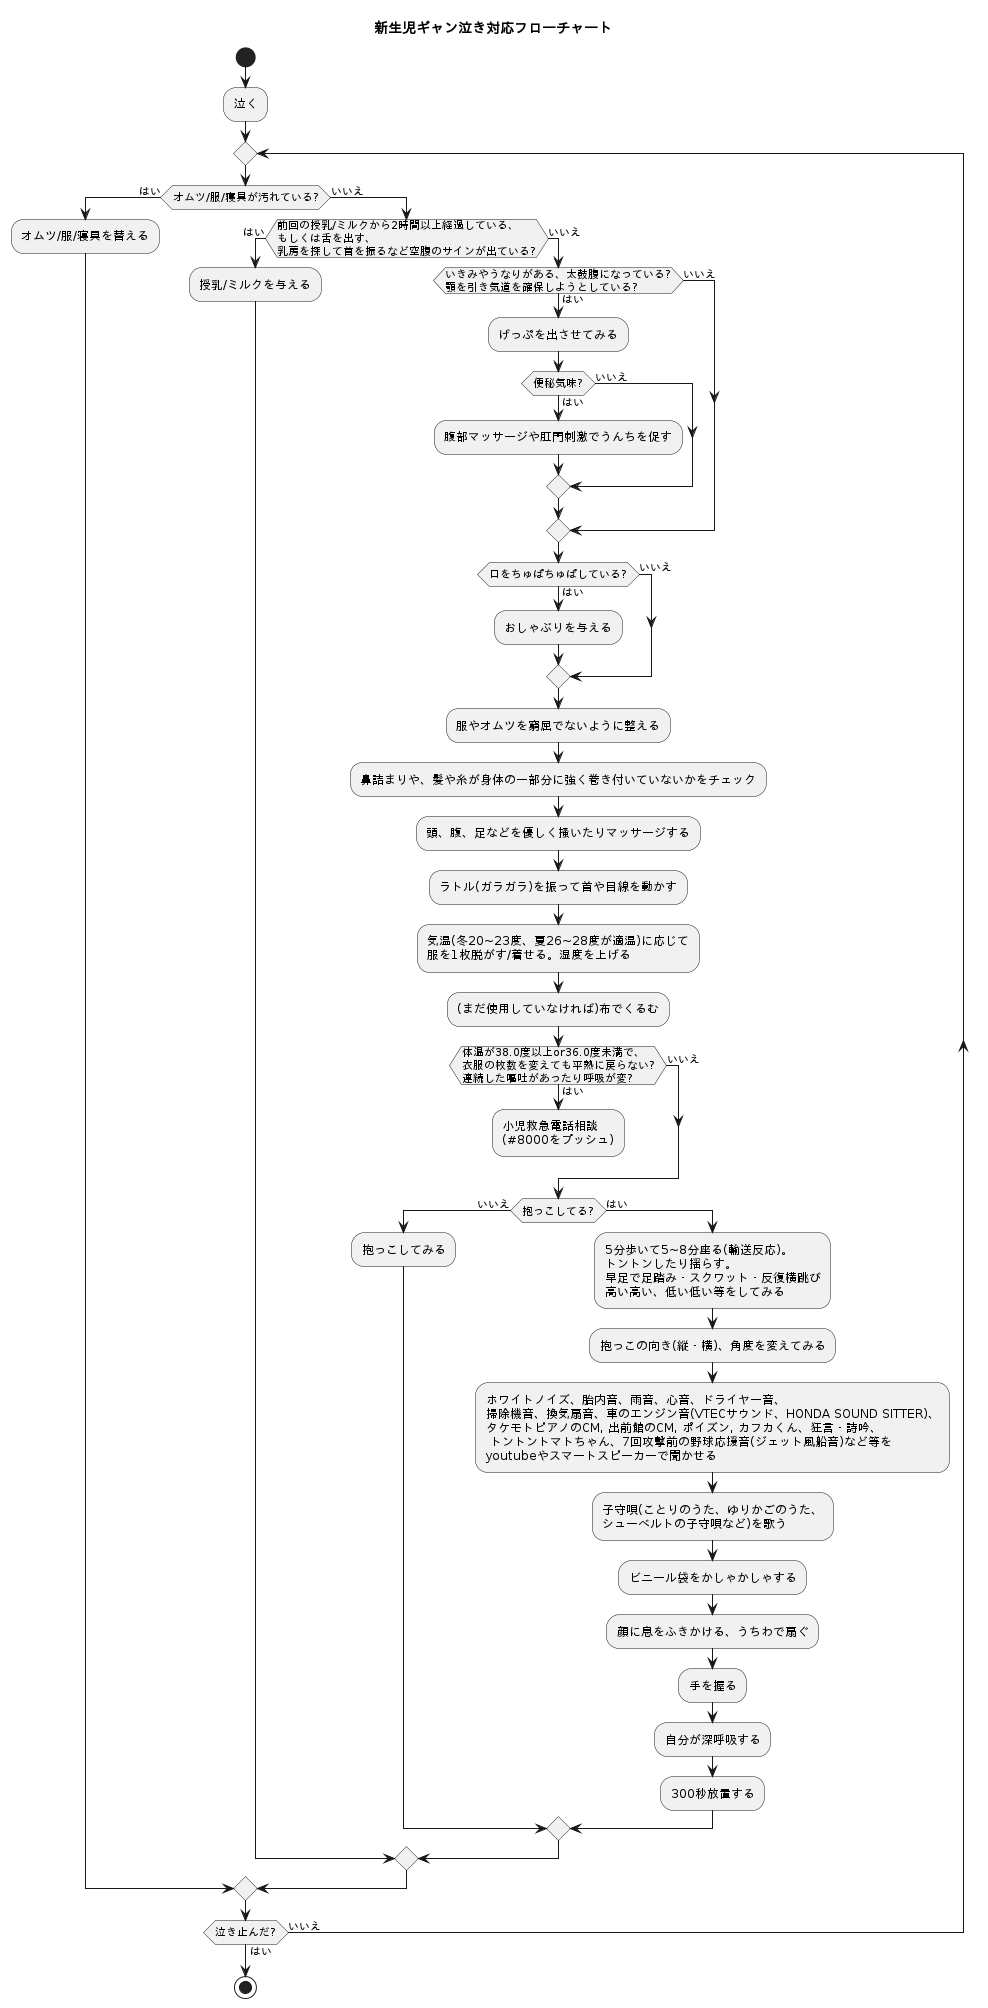 新生児ギャン泣き対応フローチャート
泣く
オムツ/服/寝具が汚れている?
はい
いいえ
オムツ/服/寝具を替える
前回の授乳/ミルクから2時間以上経過している、
もしくは舌を出す、
乳房を探して首を振るなど空腹のサインが出ている?
はい
いいえ
授乳/ミルクを与える
いきみやうなりがある、太鼓腹になっている?
顎を引き気道を確保しようとしている?
いいえ
はい
げっぷを出させてみる
便秘気味?
いいえ
はい
腹部マッサージや肛門刺激でうんちを促す
口をちゅぱちゅぱしている?
いいえ
はい
おしゃぶりを与える
服やオムツを窮屈でないように整える
鼻詰まりや、髪や糸が身体の一部分に強く巻き付いていないかをチェック
頭、腹、足などを優しく掻いたりマッサージする
ラトル(ガラガラ)を振って首や目線を動かす
気温(冬20~23度、夏26~28度が適温)に応じて
服を1枚脱がす/着せる。湿度を上げる
(まだ使用していなければ)布でくるむ
体温が38.0度以上or36.0度未満で、
衣服の枚数を変えても平熱に戻らない?
連続した嘔吐があったり呼吸が変?
いいえ
はい
小児救急電話相談
(#8000をプッシュ)
抱っこしてる?
いいえ
はい
抱っこしてみる
5分歩いて5~8分座る(輸送反応)。
トントンしたり揺らす。
早足で足踏み・スクワット・反復横跳び
高い高い、低い低い等をしてみる
抱っこの向き(縦・横)、角度を変えてみる
ホワイトノイズ、胎内音、雨音、心音、ドライヤー音、
掃除機音、換気扇音、車のエンジン音(VTECサウンド、HONDA SOUND SITTER)、
タケモトピアノのCM, 出前館のCM, ポイズン, カフカくん、狂言・詩吟、
トントントマトちゃん、7回攻撃前の野球応援音(ジェット風船音)など等を
youtubeやスマートスピーカーで聞かせる
子守唄(ことりのうた、ゆりかごのうた、
シューベルトの子守唄など)を歌う
ビニール袋をかしゃかしゃする
顔に息をふきかける、うちわで扇ぐ
手を握る
自分が深呼吸する
300秒放置する
泣き止んだ?
いいえ
はい